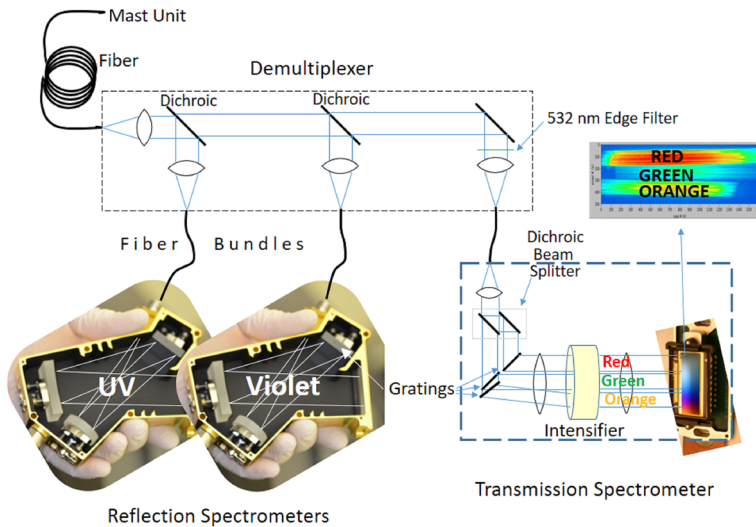 Mast Unit
Fiber
Demultiplexer
Dichroic
Dichroic
532 nm Edge Filter
RED
GREEN
ORANGE
Fiber Bundles
Dichroic
Beam
Splitter
UV
Violet
Gratings
Red
Green
Orange
Intensifier
Transmission Spectrometer
Reflection Spectrometers